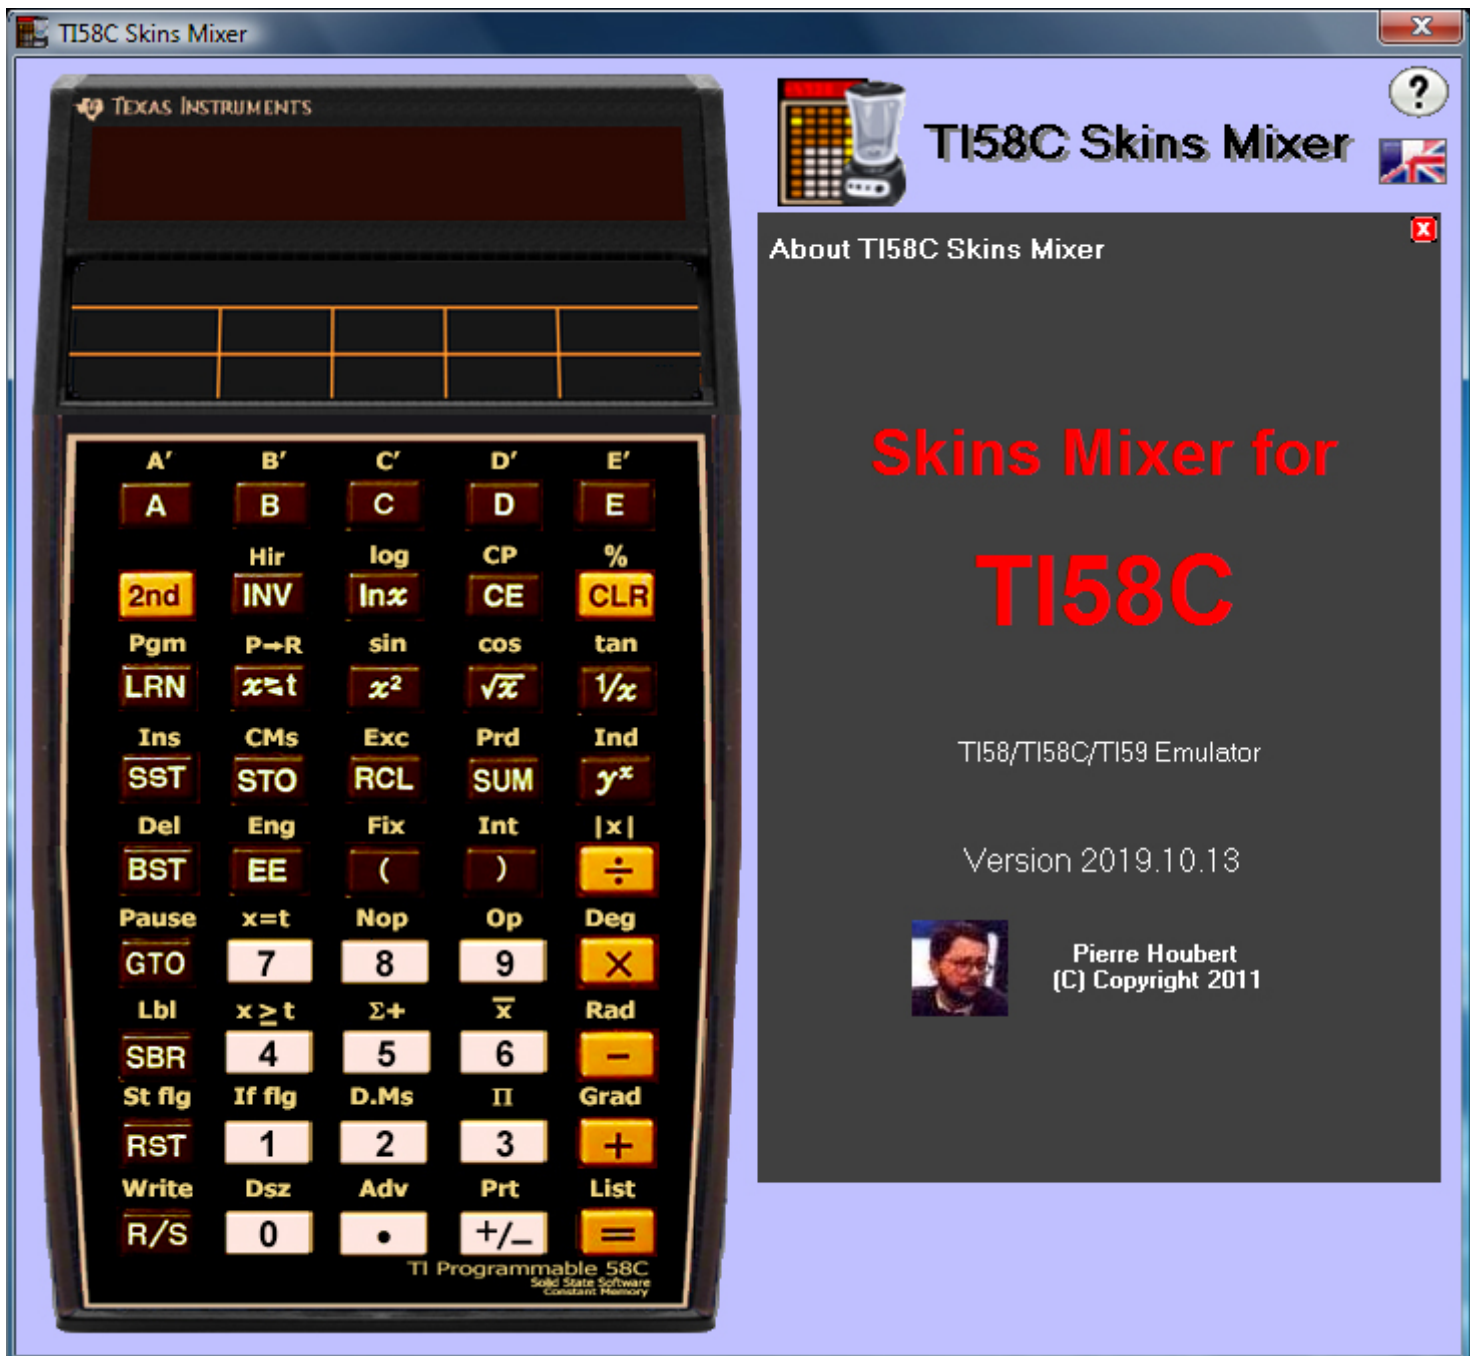 TI58C Skins Mixer
TEXAS INSTRUMENTS
TI58C Skins Mixer
?
About TI58C Skins Mixer
Skins Mixer for
TI58C
TI58/TI58C/TI59 Emulator
Version 2019.10.13
Pierre Houbert
(C) Copyright 2011
A′ B′ C′ D′ E′
A B C D E
Hir log CP %
2nd INV lnx CE CLR
Pgm P→R sin cos tan
LRN x⇄t x² √x̅ 1/x
Ins CMs Exc Prd Ind
SST STO RCL SUM yˣ
Del Eng Fix Int |x|
BST EE ( ) ÷
Pause x=t Nop Op Deg
GTO 7 8 9 ×
Lbl x≥t Σ+ x̅ Rad
SBR 4 5 6 −
St flg If flg D.Ms Π Grad
RST 1 2 3 +
Write Dsz Adv Prt List
R/S 0 • +/− =
TI Programmable 58C
Solid State Software
Constant Memory